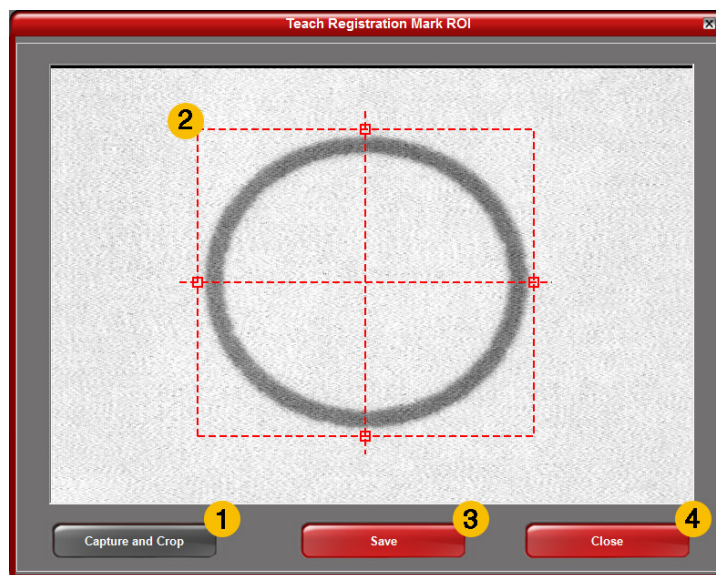 Teach Registration Mark ROI
2
1
3
4
Capture and Crop
Save
Close